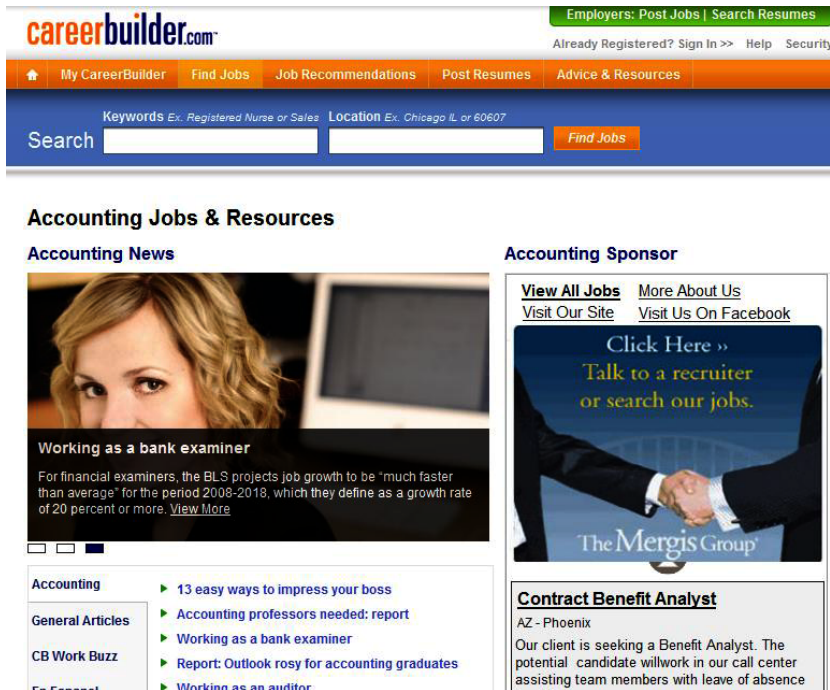 careerbuilder.com
Employers: Post Jobs | Search Resumes
Already Registered? Sign In >> Help Security
My CareerBuilder Find Jobs Job Recommendations Post Resumes Advice & Resources
Keywords Ex. Registered Nurse or Sales Location Ex. Chicago IL or 60607
Search Find Jobs
Accounting Jobs & Resources
Accounting News
Working as a bank examiner
For financial examiners, the BLS projects job growth to be "much faster
than average" for the period 2008-2018, which they define as a growth rate
of 20 percent or more. View More
Accounting
General Articles
CB Work Buzz
13 easy ways to impress your boss
Accounting professors needed: report
Working as a bank examiner
Report: Outlook rosy for accounting graduates
Working as an auditor
Accounting Sponsor
View All Jobs More About Us
Visit Our Site Visit Us On Facebook
Click Here ››
Talk to a recruiter
or search our jobs.
The Mergis Group
Contract Benefit Analyst
AZ - Phoenix
Our client is seeking a Benefit Analyst. The
potential candidate willwork in our call center
assisting team members with leave of absence